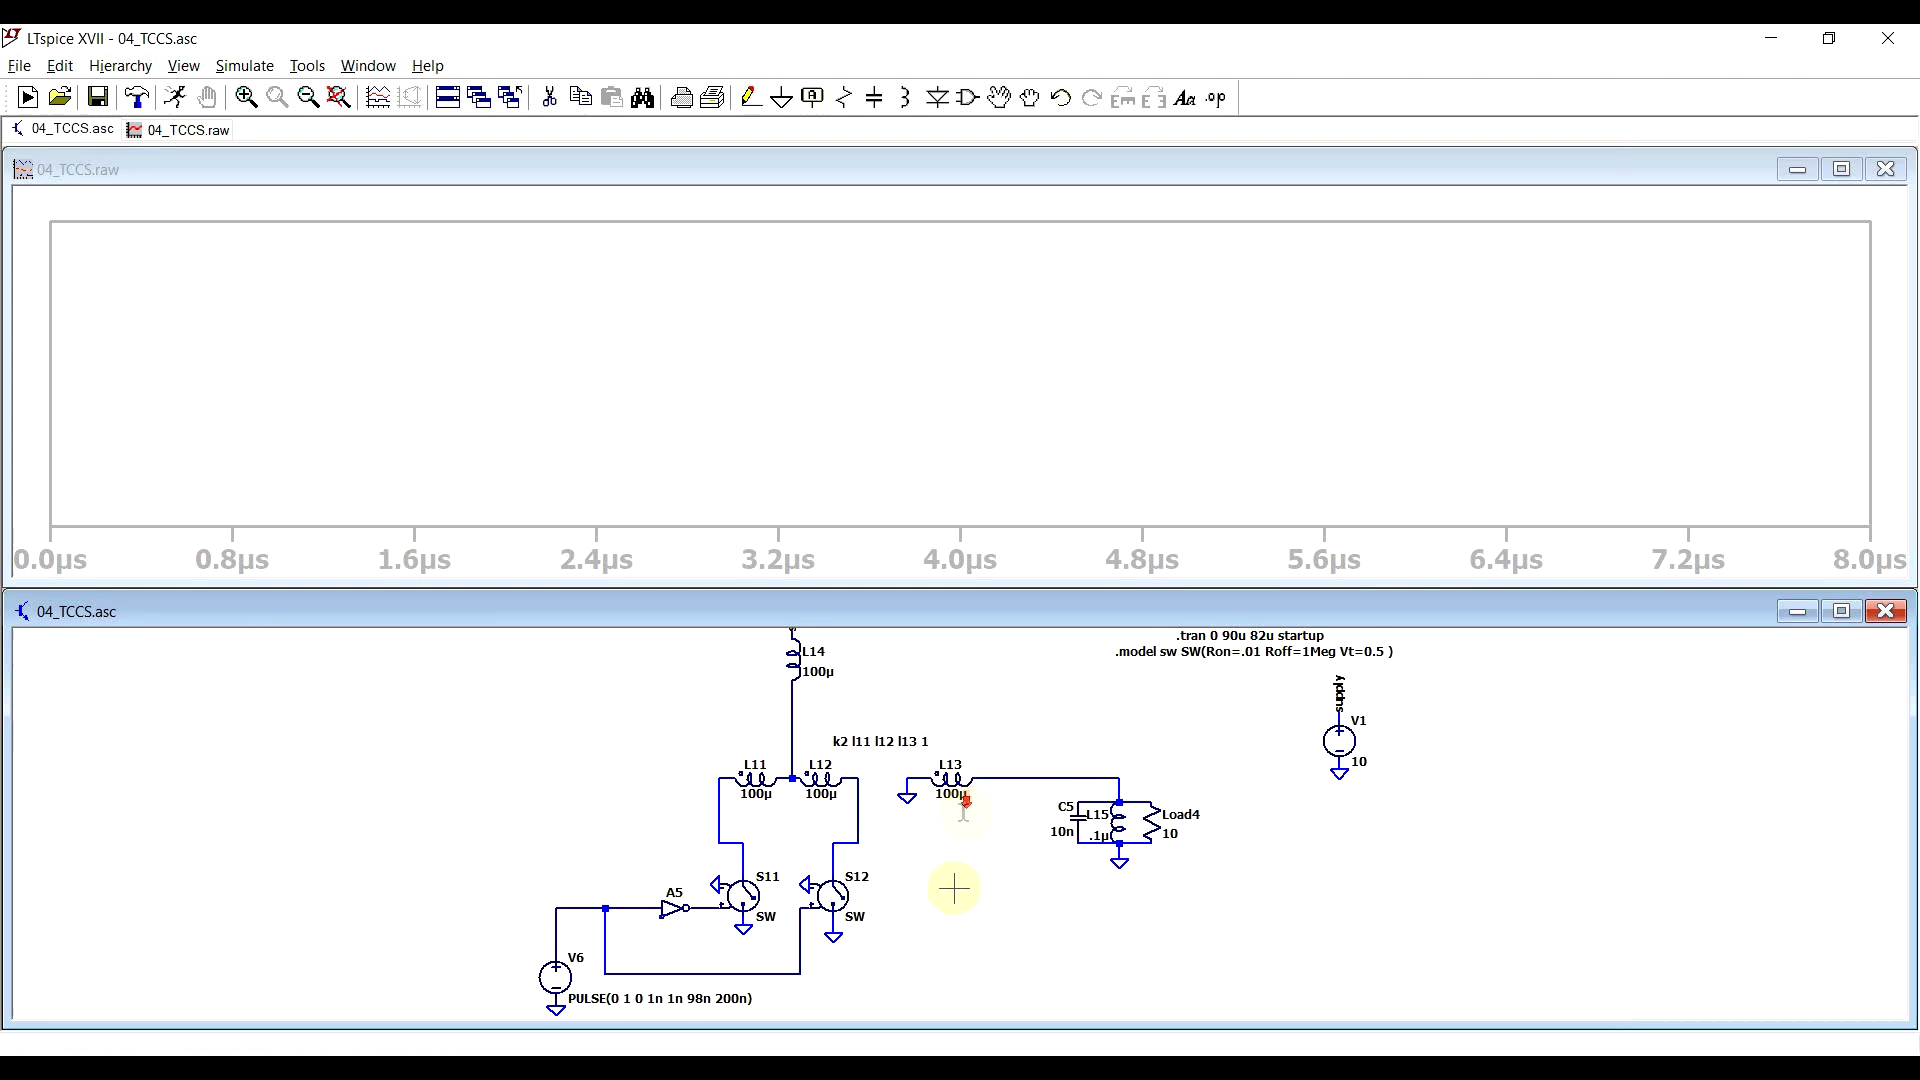 LTspice XVII - 04_TCCS.asc
File Edit Hierarchy View Simulate Tools Window Help
A Aa .op
04_TCCS.asc 04_TCCS.raw
04_TCCS.raw
0.0µs 0.8µs 1.6µs 2.4µs 3.2µs 4.0µs 4.8µs 5.6µs 6.4µs 7.2µs 8.0µs
04_TCCS.asc
.tran 0 90u 82u startup
.model sw SW(Ron=.01 Roff=1Meg Vt=0.5 )
L14
100µ
supply
V1
10
k2 l11 l12 l13 1
L11 L12 L13
100µ 100µ 100µ
C5 L15 Load4
10n .1µ 10
A5 S11 S12
SW SW
V6
PULSE(0 1 0 1n 1n 98n 200n)